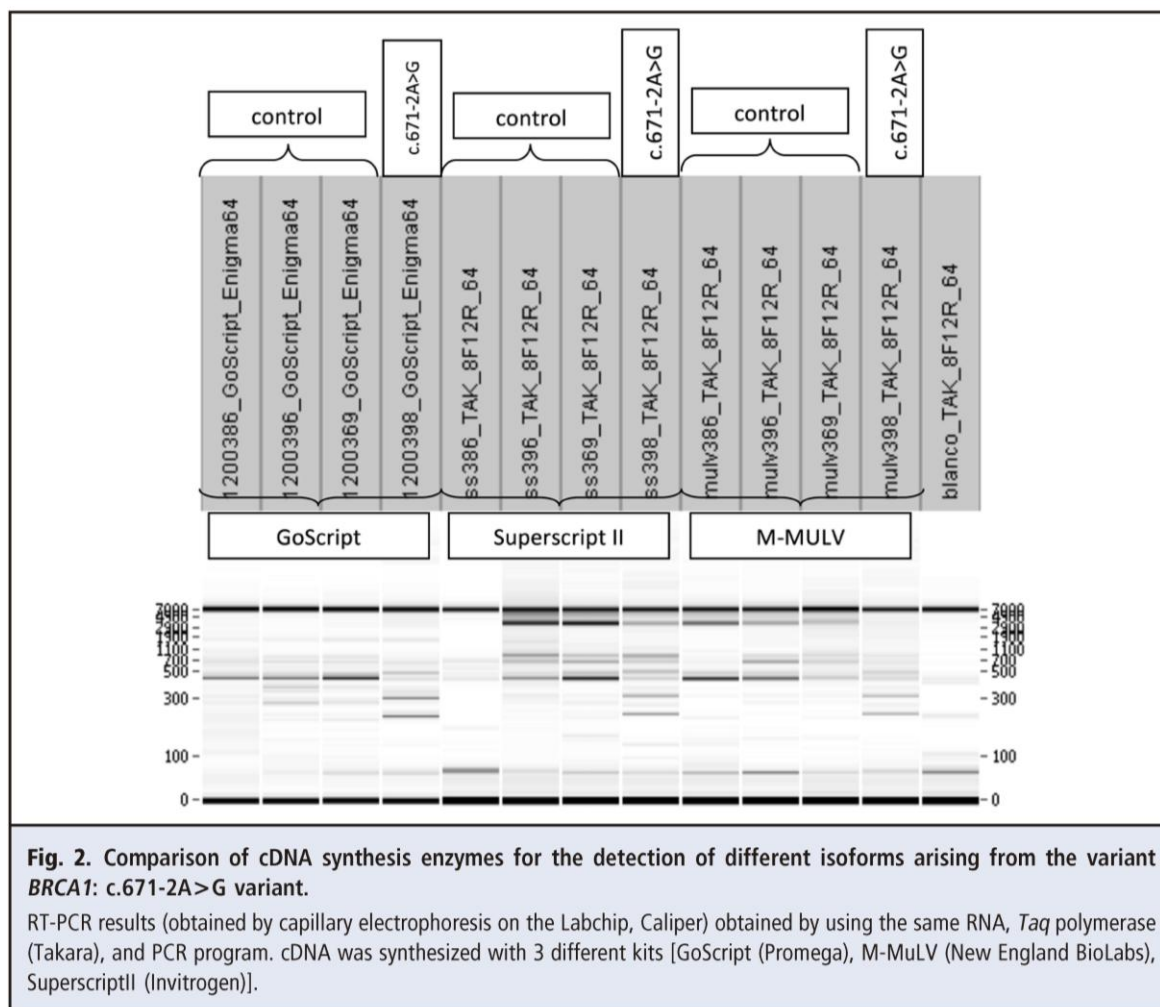 c.671-2A>G
c.671-2A>G
c.671-2A>G
control
control
control
1200386_GoScript_Enigma64
1200396_GoScript_Enigma64
1200369_GoScript_Enigma64
1200398_GoScript_Enigma64
ss386_TAK_8F12R_64
ss396_TAK_8F12R_64
ss369_TAK_8F12R_64
ss398_TAK_8F12R_64
mulv386_TAK_8F12R_64
mulv396_TAK_8F12R_64
mulv369_TAK_8F12R_64
mulv398_TAK_8F12R_64
blanco_TAK_8F12R_64
GoScript
Superscript II
M-MULV
7000
1100
700
500
300
100
0
7000
1100
700
500
300
100
0
Fig. 2. Comparison of cDNA synthesis enzymes for the detection of different isoforms arising from the variant
BRCA1: c.671-2A>G variant.
RT-PCR results (obtained by capillary electrophoresis on the Labchip, Caliper) obtained by using the same RNA, Taq polymerase
(Takara), and PCR program. cDNA was synthesized with 3 different kits [GoScript (Promega), M-MuLV (New England BioLabs),
SuperscriptII (Invitrogen)].